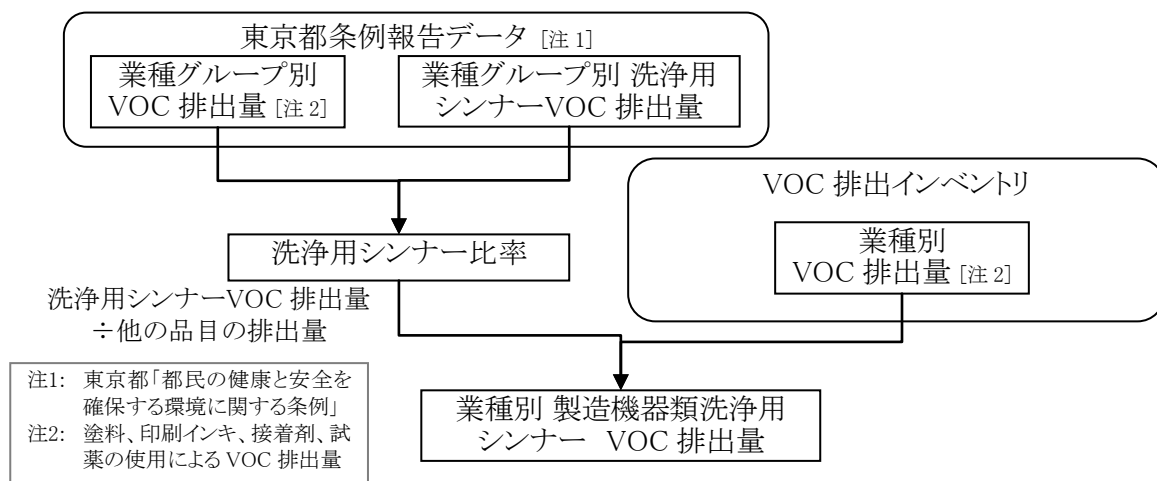 東京都条例報告データ [注 1]
業種グループ別
VOC 排出量 [注 2]
業種グループ別 洗浄用
シンナーVOC 排出量
VOC 排出インベントリ
業種別
VOC 排出量 [注 2]
洗浄用シンナー比率
洗浄用シンナーVOC 排出量
÷他の品目の排出量
業種別 製造機器類洗浄用
シンナー VOC 排出量
注1: 東京都「都民の健康と安全を
確保する環境に関する条例」
注2: 塗料、印刷インキ、接着剤、試
薬の使用による VOC 排出量